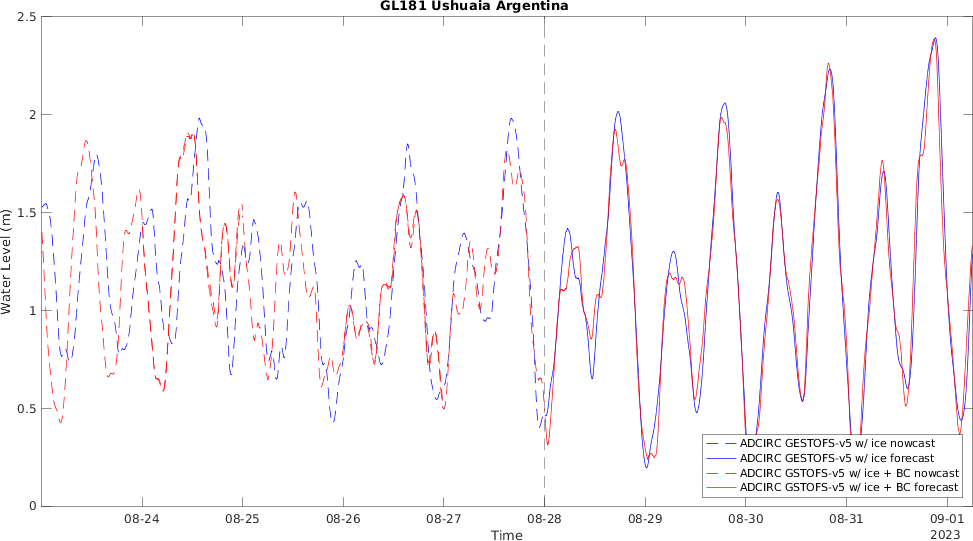 GL181 Ushuaia Argentina
2.5
2
1.5
1
0.5
0
Water Level (m)
08-24
08-25
08-26
08-27
08-28
08-29
08-30
08-31
09-01
2023
Time
ADCIRC GESTOFS-v5 w/ ice nowcast
ADCIRC GESTOFS-v5 w/ ice forecast
ADCIRC GSTOFS-v5 w/ ice + BC nowcast
ADCIRC GSTOFS-v5 w/ ice + BC forecast